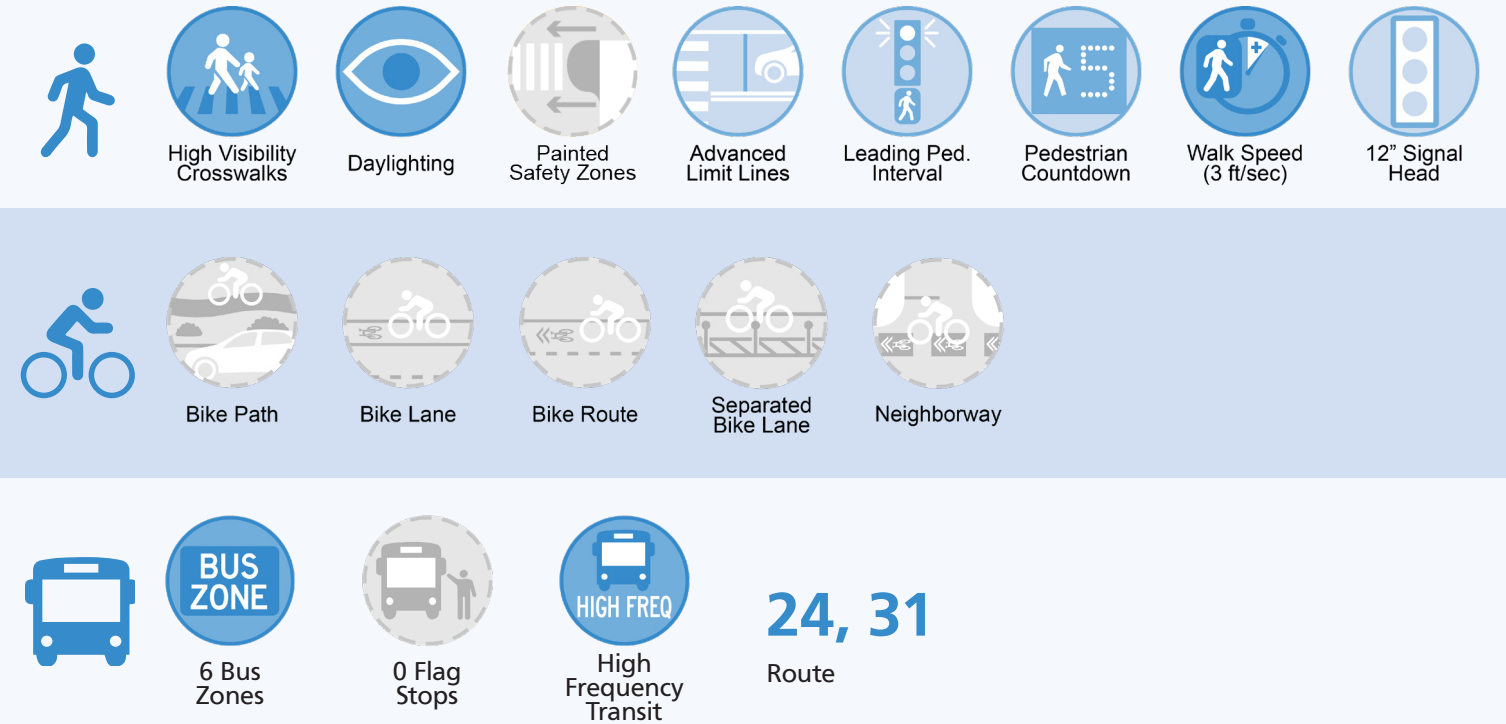 High Visibility
Crosswalks
Daylighting
Painted
Safety Zones
Advanced
Limit Lines
Leading Ped.
Interval
5
Pedestrian
Countdown
Walk Speed
(3 ft/sec)
12” Signal
Head
Bike Path
Bike Lane
Bike Route
Separated
Bike Lane
Neighborway
BUS
ZONE
6 Bus
Zones
0 Flag
Stops
HIGH FREQ
High
Frequency
Transit
24, 31
Route